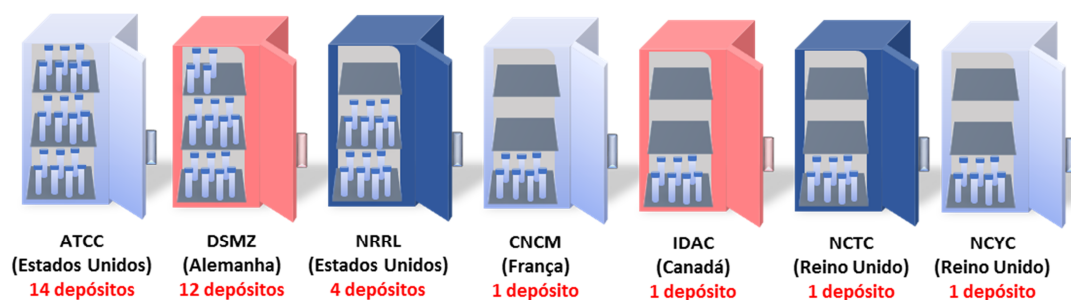 ATCC
(Estados Unidos)
14 depósitos
DSMZ
(Alemanha)
12 depósitos
NRRL
(Estados Unidos)
4 depósitos
CNCM
(França)
1 depósito
IDAC
(Canadá)
1 depósito
NCTC
(Reino Unido)
1 depósito
NCYC
(Reino Unido)
1 depósito